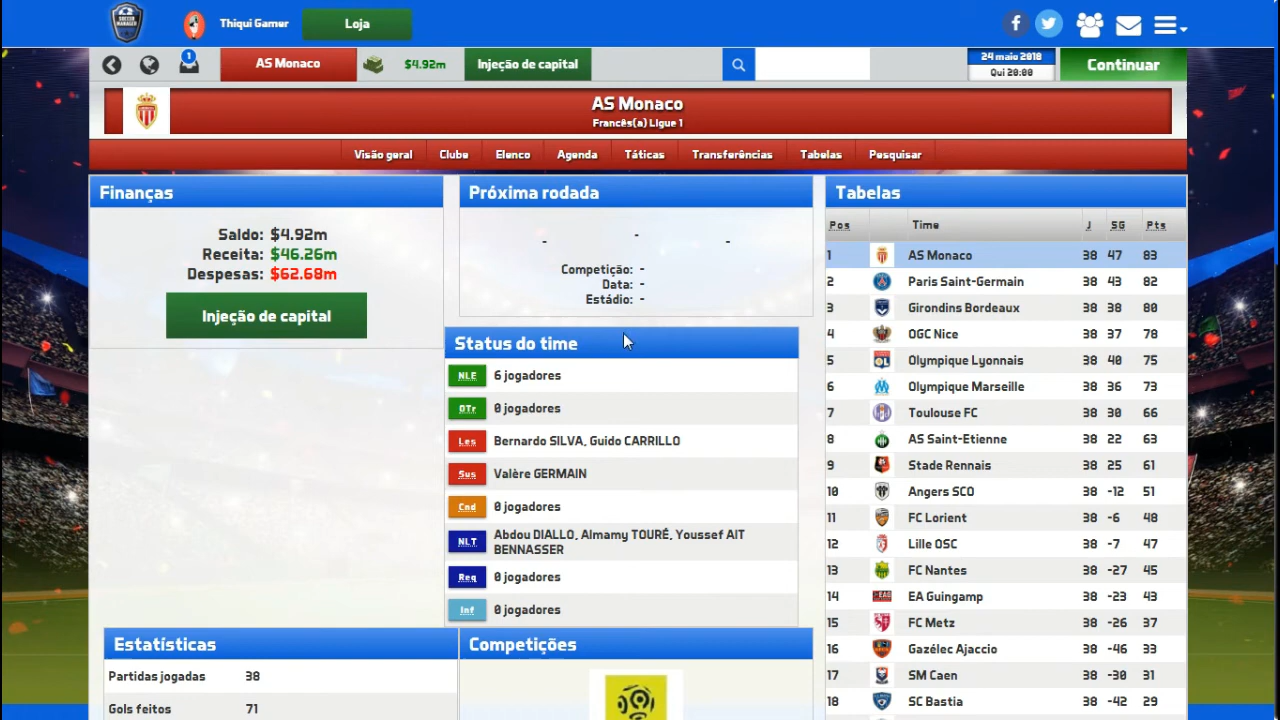 SOCCER MANAGER
Thiqui Gamer
Loja
1
AS Monaco
$4.92m
Injeção de capital
24 maio 2018
Qui 20:00
Continuar
AS Monaco
Francês(a) Ligue 1
Visão geral Clube Elenco Agenda Táticas Transferências Tabelas Pesquisar
Finanças
Saldo: $4.92m
Receita: $46.26m
Despesas: $62.68m
Injeção de capital
Próxima rodada
- - -
Competição: -
Data: -
Estádio: -
Status do time
NLE 6 jogadores
OTr 0 jogadores
Les Bernardo SILVA, Guido CARRILLO
Sus Valère GERMAIN
Cnd 0 jogadores
NLT Abdou DIALLO, Almamy TOURÉ, Youssef AIT
BENNASSER
Req 0 jogadores
Inf 0 jogadores
Estatísticas
Partidas jogadas 38
Gols feitos 71
Competições
Tabelas
Pos Time J SG Pts
1 AS Monaco 38 47 83
2 Paris Saint-Germain 38 43 82
3 Girondins Bordeaux 38 38 80
4 OGC Nice 38 37 78
5 Olympique Lyonnais 38 40 75
6 Olympique Marseille 38 36 73
7 Toulouse FC 38 30 66
8 AS Saint-Etienne 38 22 63
9 Stade Rennais 38 25 61
10 Angers SCO 38 -12 51
11 FC Lorient 38 -6 48
12 Lille OSC 38 -7 47
13 FC Nantes 38 -27 45
14 EA Guingamp 38 -23 43
15 FC Metz 38 -26 37
16 Gazélec Ajaccio 38 -46 33
17 SM Caen 38 -30 31
18 SC Bastia 38 -42 29